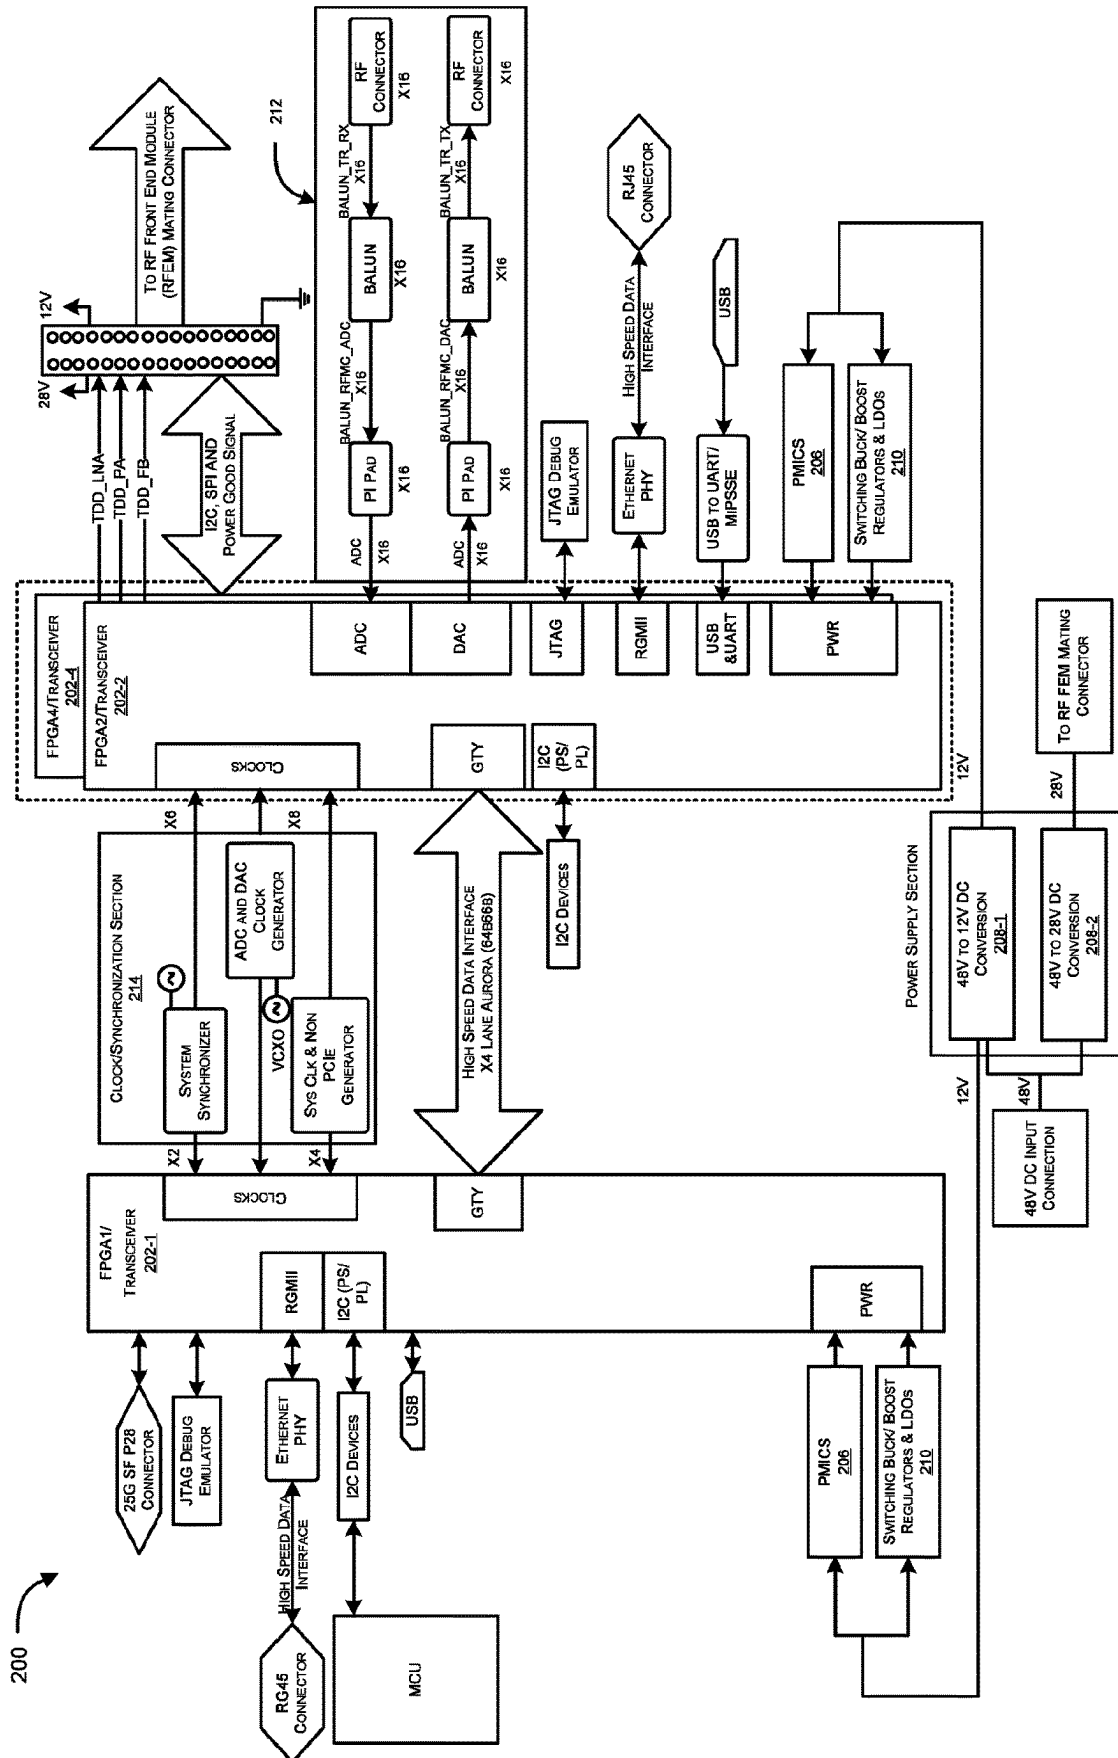 200
25G SF P28
CONNECTOR
JTAG DEBUG
EMULATOR
RG45
CONNECTOR
HIGH SPEED DATA
INTERFACE
ETHERNET
PHY
MCU
I2C DEVICES
USB
PMICS
206
SWITCHING BUCK/ BOOST
REGULATORS & LDOS
210
FPGA1/
TRANSCEIVER
202-1
RGMII
I2C (PS/
PL)
CLOCKS
GTY
PWR
CLOCK/SYNCHRONIZATION SECTION
214
X2
SYSTEM
SYNCHRONIZER
X6
ADC AND DAC
CLOCK
GENERATOR
VCXO
X4
SYS CLK & NON
PCIE
GENERATOR
X8
HIGH SPEED DATA INTERFACE
X4 LANE AURORA (64B66B)
I2C DEVICES
48V DC INPUT
CONNECTION
12V
48V
POWER SUPPLY SECTION
48V TO 12V DC
CONVERSION
208-1
48V TO 28V DC
CONVERSION
208-2
12V
28V
TO RF FEM MATING
CONNECTOR
FPGA4/TRANSCEIVER
202-4
FPGA2/TRANSCEIVER
202-2
CLOCKS
GTY
I2C (PS/
PL)
ADC
DAC
JTAG
RGMII
USB
&UART
PWR
TDD_LNA
TDD_PA
TDD_FB
I2C, SPI AND
POWER GOOD SIGNAL
28V
12V
TO RF FRONT END MODULE
(RFEM) MATING CONNECTOR
212
ADC
X16
PI PAD
X16
BALUN_RFMC_ADC
X16
BALUN
X16
BALUN_TR_RX
X16
RF
CONNECTOR
X16
ADC
X16
PI PAD
X16
BALUN_RFMC_DAC
X16
BALUN
X16
BALUN_TR_TX
X16
RF
CONNECTOR
X16
JTAG DEBUG
EMULATOR
ETHERNET
PHY
HIGH SPEED DATA
INTERFACE
RJ45
CONNECTOR
USB TO UART/
MIPSSE
USB
PMICS
206
SWITCHING BUCK/ BOOST
REGULATORS & LDOS
210